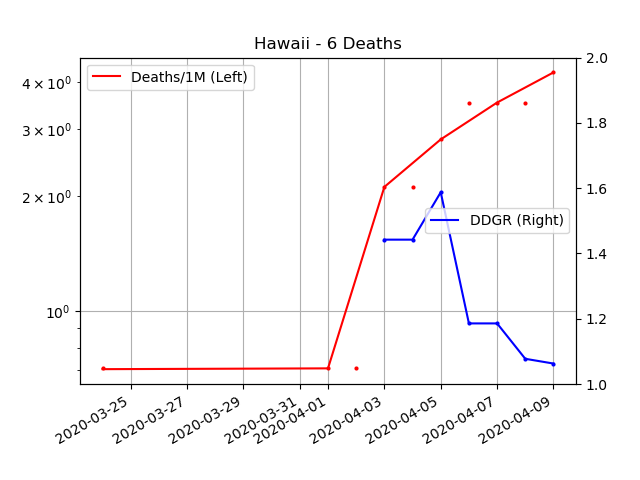 Hawaii - 6 Deaths
Deaths/1M (Left)
DDGR (Right)
4 × 10⁰
3 × 10⁰
2 × 10⁰
10⁰
2.0
1.8
1.6
1.4
1.2
1.0
2020-03-25
2020-03-27
2020-03-29
2020-03-31
2020-04-01
2020-04-03
2020-04-05
2020-04-07
2020-04-09